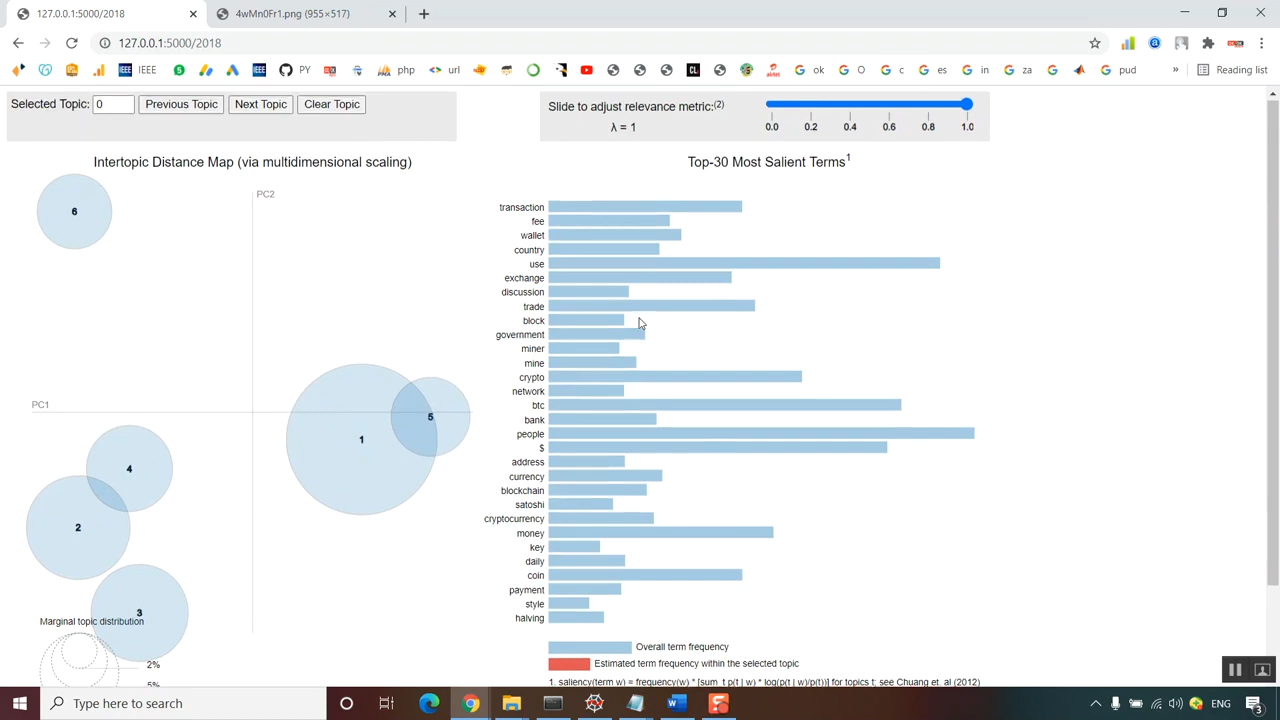 127.0.0.1:5000/2018
4wMn0Fr1.png (955×517)
127.0.0.1:5000/2018
IEEE
PY
php
url
CL
airtel
ok
O
c
es
in
za
pud
»
Reading list
Selected Topic: 0 Previous Topic Next Topic Clear Topic
Slide to adjust relevance metric:(2)
λ = 1
0.0 0.2 0.4 0.6 0.8 1.0
Intertopic Distance Map (via multidimensional scaling)
PC2
PC1
6
5
1
4
2
3
Marginal topic distribution
2%
5%
Top-30 Most Salient Terms1
transaction
fee
wallet
country
use
exchange
discussion
trade
block
government
miner
mine
crypto
network
btc
bank
people
$
address
currency
blockchain
satoshi
cryptocurrency
money
key
daily
coin
payment
style
halving
Overall term frequency
Estimated term frequency within the selected topic
1. saliency(term w) = frequency(w) * [sum_t p(t | w) * log(p(t | w)/p(t))] for topics t; see Chuang et. al (2012)
Type here to search
ENG
3